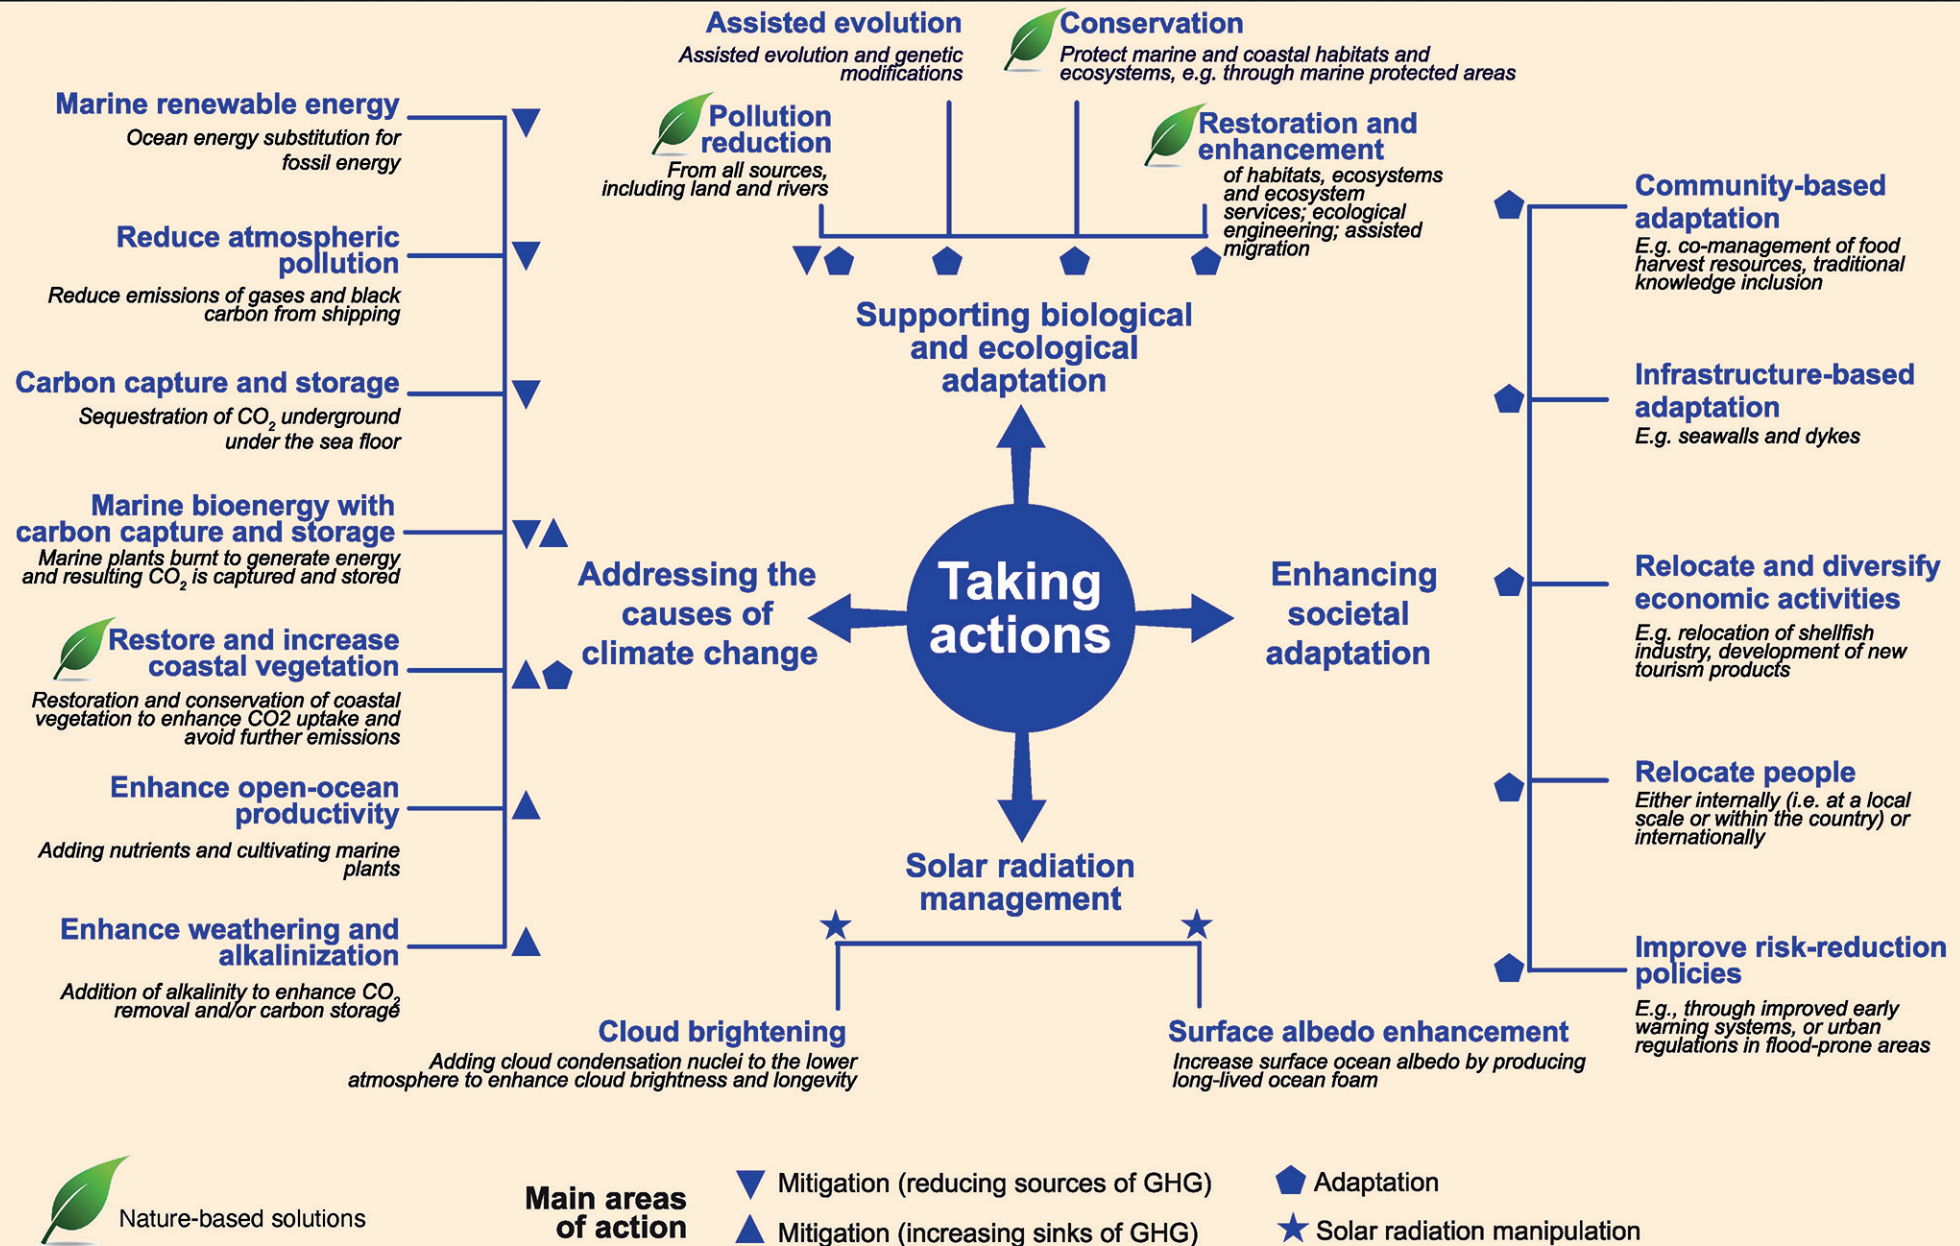 Assisted evolution
Assisted evolution and genetic
modifications
Conservation
Protect marine and coastal habitats and
ecosystems, e.g. through marine protected areas
Pollution
reduction
From all sources,
including land and rivers
Restoration and
enhancement
of habitats, ecosystems
and ecosystem
services; ecological
engineering; assisted
migration
Supporting biological
and ecological
adaptation
Marine renewable energy
Ocean energy substitution for
fossil energy
Reduce atmospheric
pollution
Reduce emissions of gases and black
carbon from shipping
Carbon capture and storage
Sequestration of CO2 underground
under the sea floor
Marine bioenergy with
carbon capture and storage
Marine plants burnt to generate energy
and resulting CO2 is captured and stored
Restore and increase
coastal vegetation
Restoration and conservation of coastal
vegetation to enhance CO2 uptake and
avoid further emissions
Enhance open-ocean
productivity
Adding nutrients and cultivating marine
plants
Enhance weathering and
alkalinization
Addition of alkalinity to enhance CO2
removal and/or carbon storage
Addressing the
causes of
climate change
Taking
actions
Enhancing
societal
adaptation
Community-based
adaptation
E.g. co-management of food
harvest resources, traditional
knowledge inclusion
Infrastructure-based
adaptation
E.g. seawalls and dykes
Relocate and diversify
economic activities
E.g. relocation of shellfish
industry, development of new
tourism products
Relocate people
Either internally (i.e. at a local
scale or within the country) or
internationally
Improve risk-reduction
policies
E.g., through improved early
warning systems, or urban
regulations in flood-prone areas
Solar radiation
management
Cloud brightening
Adding cloud condensation nuclei to the lower
atmosphere to enhance cloud brightness and longevity
Surface albedo enhancement
Increase surface ocean albedo by producing
long-lived ocean foam
Nature-based solutions
Main areas
of action
Mitigation (reducing sources of GHG)
Mitigation (increasing sinks of GHG)
Adaptation
Solar radiation manipulation